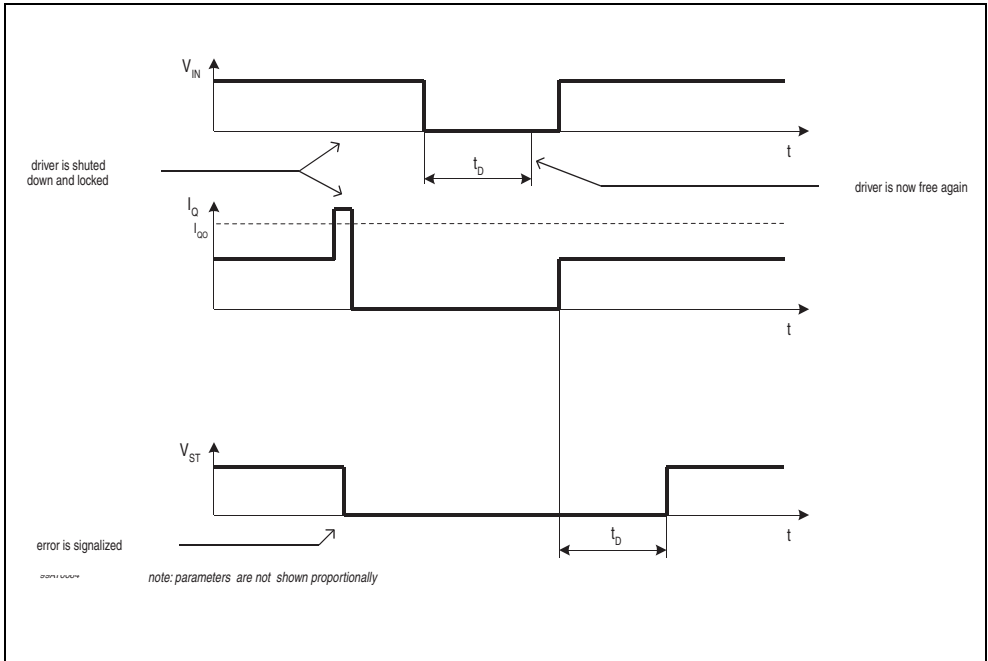 V_IN
t
driver is shuted
down and locked
t_D
driver is now free again
I_Q
I_QO
t
V_ST
t
t_D
error is signalized
note: parameters are not shown proportionally